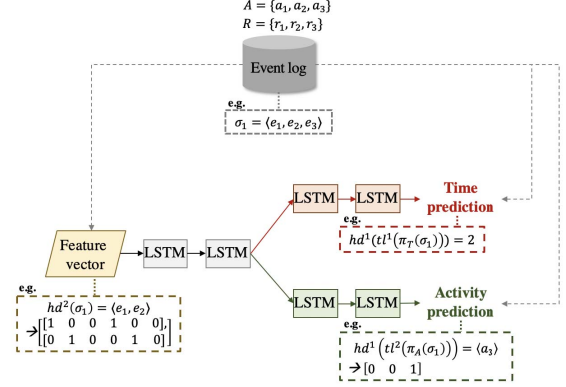 A = {a₁, a₂, a₃}
R = {r₁, r₂, r₃}
Event log
e.g.
σ₁ = ⟨e₁, e₂, e₃⟩
LSTM LSTM Time
prediction
e.g.
hd¹(tl¹(π_T(σ₁))) = 2
Feature
vector
LSTM LSTM
e.g.
hd²(σ₁) = ⟨e₁, e₂⟩
→[[1 0 0 1 0 0],
[0 1 0 0 1 0]]
LSTM LSTM Activity
prediction
e.g.
hd¹(tl²(π_A(σ₁))) = ⟨a₃⟩
→[0 0 1]